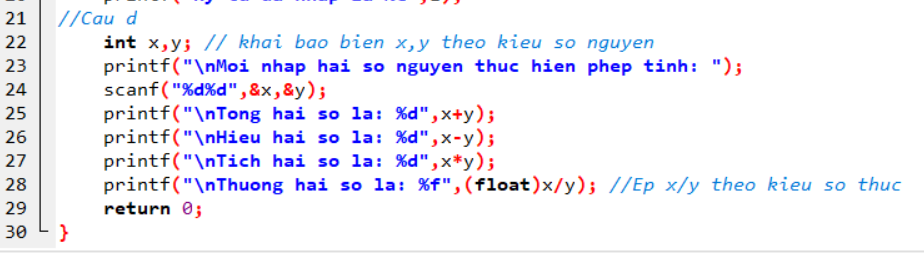 21 //Cau d
22 int x,y; // khai bao bien x,y theo kieu so nguyen
23 printf("\nMoi nhap hai so nguyen thuc hien phep tinh: ");
24 scanf("%d%d",&x,&y);
25 printf("\nTong hai so la: %d",x+y);
26 printf("\nHieu hai so la: %d",x-y);
27 printf("\nTich hai so la: %d",x*y);
28 printf("\nThuong hai so la: %f",(float)x/y); //Ep x/y theo kieu so thuc
29 return 0;
30 }